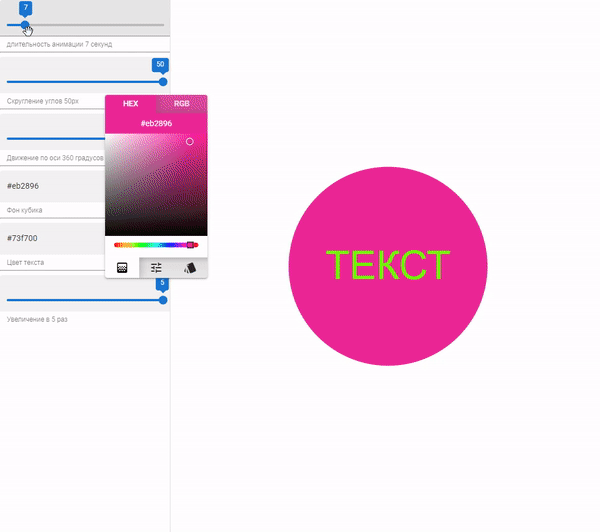 7
длительность анимации 7 секунд
50
Скругление углов 50px
Движение по оси 360 градусов
HEX
RGB
#eb2896
#eb2896
Фон кубика
#73f700
Цвет текста
5
Увеличение в 5 раз
ТЕКСТ